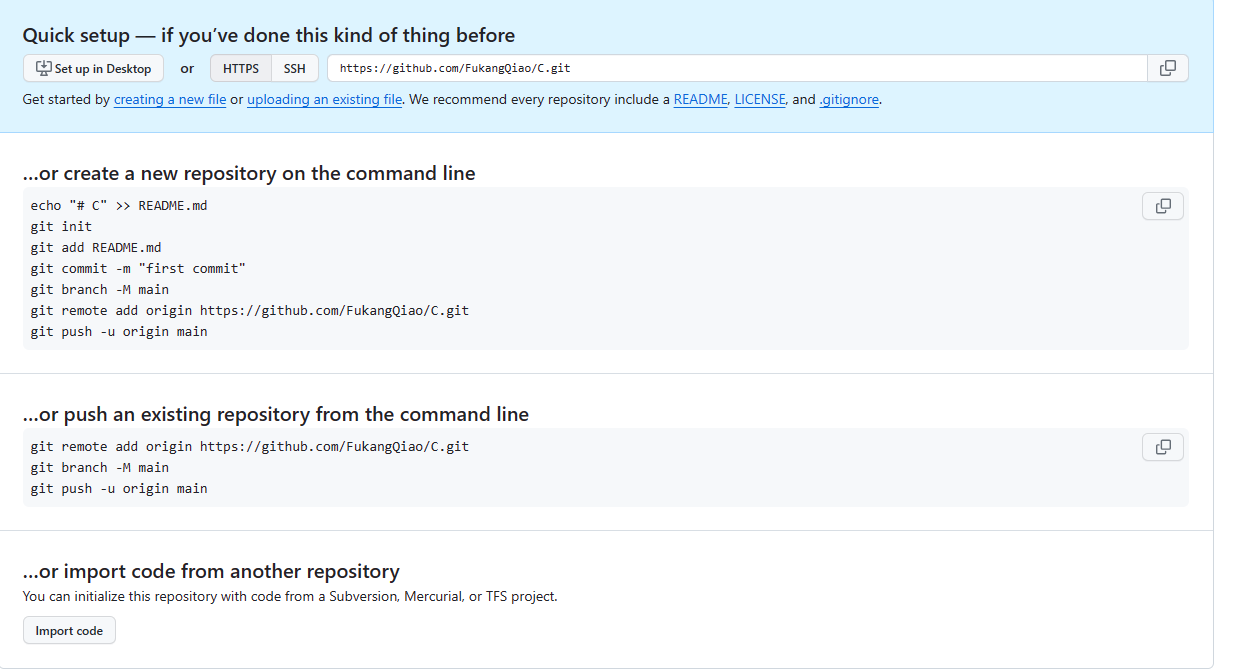 Quick setup — if you’ve done this kind of thing before
Set up in Desktop or HTTPS SSH https://github.com/FukangQiao/C.git
Get started by creating a new file or uploading an existing file. We recommend every repository include a README, LICENSE, and .gitignore.
…or create a new repository on the command line
echo "# C" >> README.md
git init
git add README.md
git commit -m "first commit"
git branch -M main
git remote add origin https://github.com/FukangQiao/C.git
git push -u origin main
…or push an existing repository from the command line
git remote add origin https://github.com/FukangQiao/C.git
git branch -M main
git push -u origin main
…or import code from another repository
You can initialize this repository with code from a Subversion, Mercurial, or TFS project.
Import code